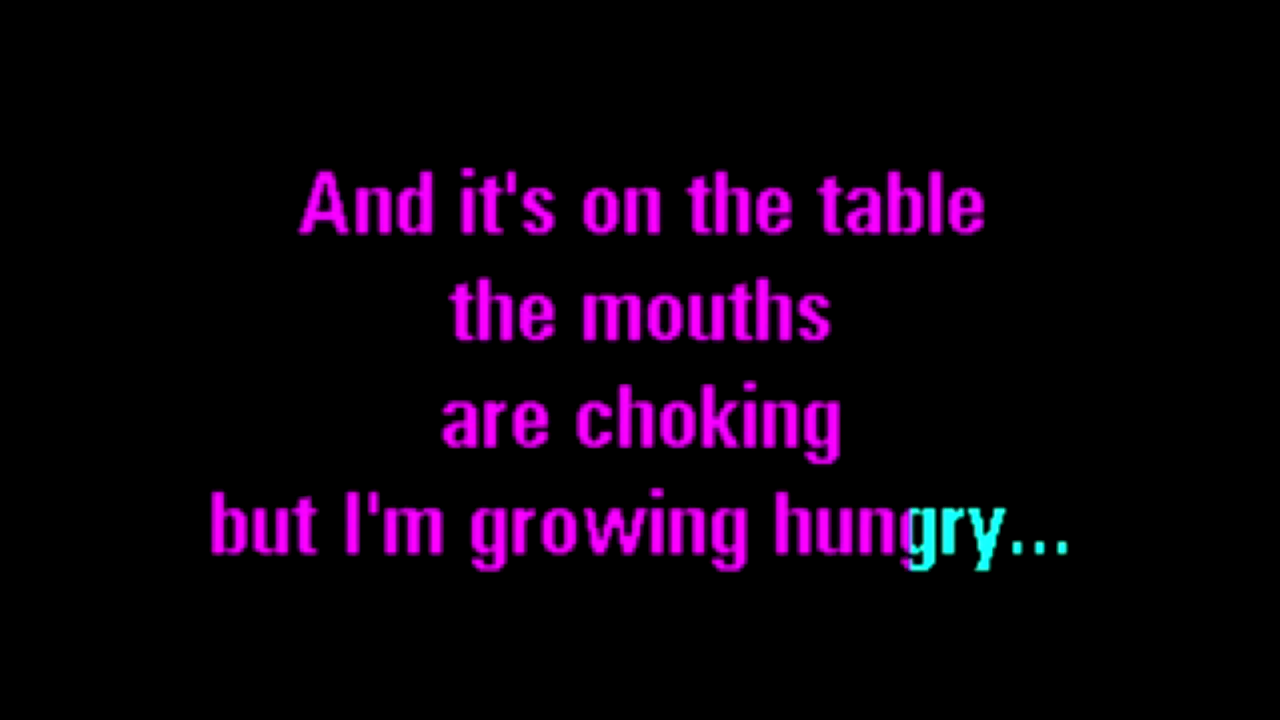 And it's on the table
the mouths
are choking
but I'm growing hungry...